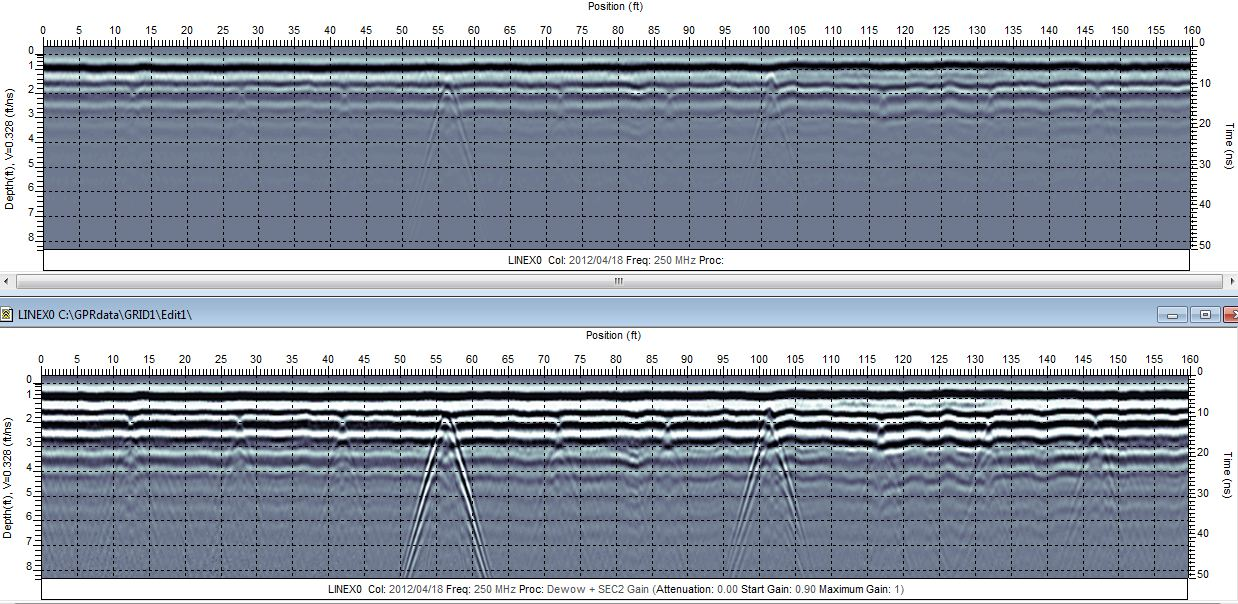 Position (ft)
0 5 10 15 20 25 30 35 40 45 50 55 60 65 70 75 80 85 90 95 100 105 110 115 120 125 130 135 140 145 150 155 160
Depth(ft), V=0.328 (ft/ns)
0
1
2
3
4
5
6
7
8
0
10
20
30
40
50
Time (ns)
LINEX0 Col: 2012/04/18 Freq: 250 MHz Proc:
LINEX0 C:\GPRdata\GRID1\Edit1\
Position (ft)
0 5 10 15 20 25 30 35 40 45 50 55 60 65 70 75 80 85 90 95 100 105 110 115 120 125 130 135 140 145 150 155 160
Depth(ft), V=0.328 (ft/ns)
0
1
2
3
4
5
6
7
8
0
10
20
30
40
50
Time (ns)
LINEX0 Col: 2012/04/18 Freq: 250 MHz Proc: Dewow + SEC2 Gain (Attenuation: 0.00 Start Gain: 0.90 Maximum Gain: 1)